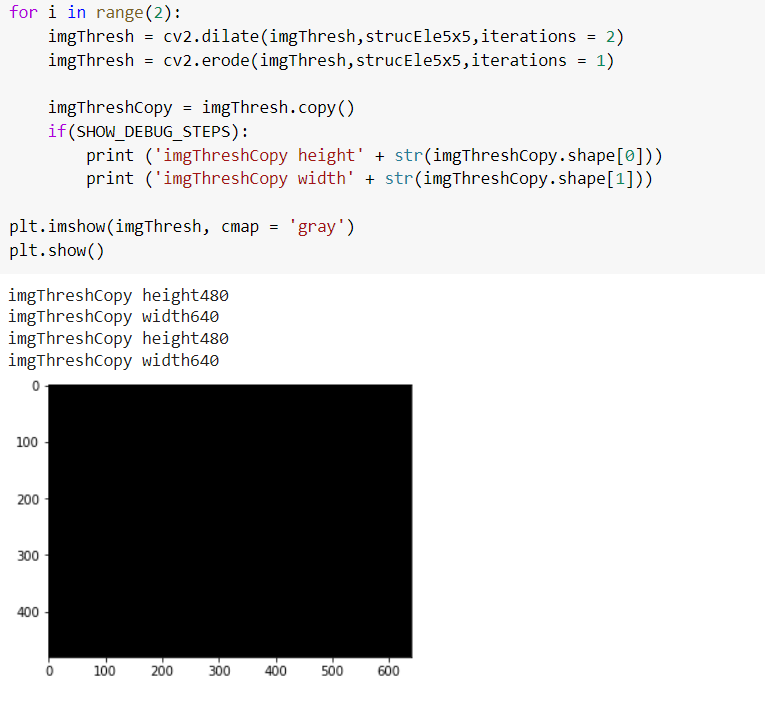 for i in range(2):
    imgThresh = cv2.dilate(imgThresh,strucEle5x5,iterations = 2)
    imgThresh = cv2.erode(imgThresh,strucEle5x5,iterations = 1)
    imgThreshCopy = imgThresh.copy()
    if(SHOW_DEBUG_STEPS):
        print ('imgThreshCopy height' + str(imgThreshCopy.shape[0]))
        print ('imgThreshCopy width' + str(imgThreshCopy.shape[1]))
plt.imshow(imgThresh, cmap = 'gray')
plt.show()
imgThreshCopy height480
imgThreshCopy width640
imgThreshCopy height480
imgThreshCopy width640
0
100
200
300
400
0 100 200 300 400 500 600